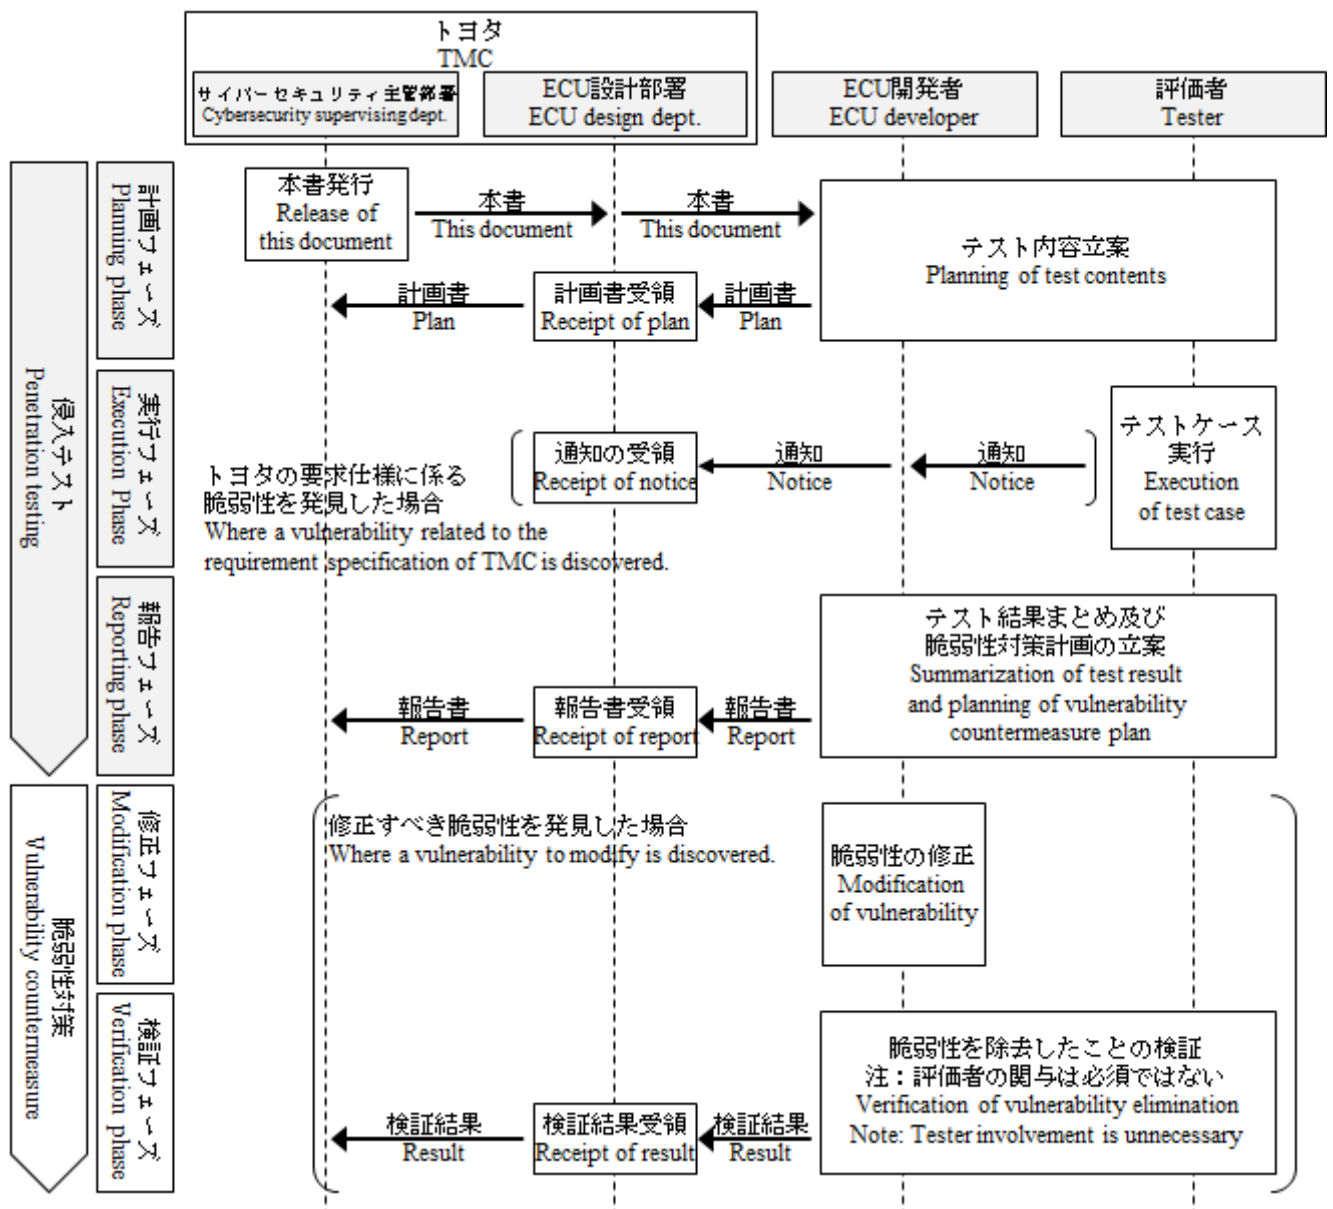 トヨタ
TMC
サイバーセキュリティ主管部署
Cybersecurity supervising dept.
ECU設計部署
ECU design dept.
ECU開発者
ECU developer
評価者
Tester
侵入テスト
Penetration testing
計画フェーズ
Planning phase
本書発行
Release of
this document
本書
This document
本書
This document
テスト内容立案
Planning of test contents
計画書
Plan
計画書受領
Receipt of plan
計画書
Plan
実行フェーズ
Execution Phase
トヨタの要求仕様に係る
脆弱性を発見した場合
Where a vulnerability related to the
requirement specification of TMC is discovered.
通知の受領
Receipt of notice
通知
Notice
通知
Notice
テストケース
実行
Execution
of test case
報告フェーズ
Reporting phase
報告書
Report
報告書受領
Receipt of report
報告書
Report
テスト結果まとめ及び
脆弱性対策計画の立案
Summarization of test result
and planning of vulnerability
countermeasure plan
脆弱性対策
Vulnerability countermeasure
修正フェーズ
Modification phase
修正すべき脆弱性を発見した場合
Where a vulnerability to modify is discovered.
脆弱性の修正
Modification
of vulnerability
検証フェーズ
Verification phase
検証結果
Result
検証結果受領
Receipt of result
検証結果
Result
脆弱性を除去したことの検証
注：評価者の関与は必須ではない
Verification of vulnerability elimination
Note: Tester involvement is unnecessary